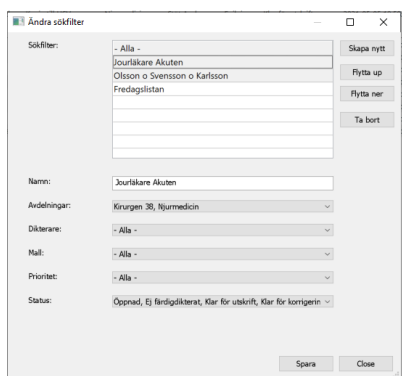 Ändra sökfilter
Sökfilter:
- Alla -
Jourläkare Akuten
Olsson o Svensson o Karlsson
Fredagslistan
Skapa nytt
Flytta up
Flytta ner
Ta bort
Namn:
Jourläkare Akuten
Avdelningar:
Kirurgen 38, Njurmedicin
Dikterare:
- Alla -
Mall:
- Alla -
Prioritet:
- Alla -
Status:
Öppnad, Ej färdigdikterat, Klar för utskrift, Klar för korrigerin
Spara
Close